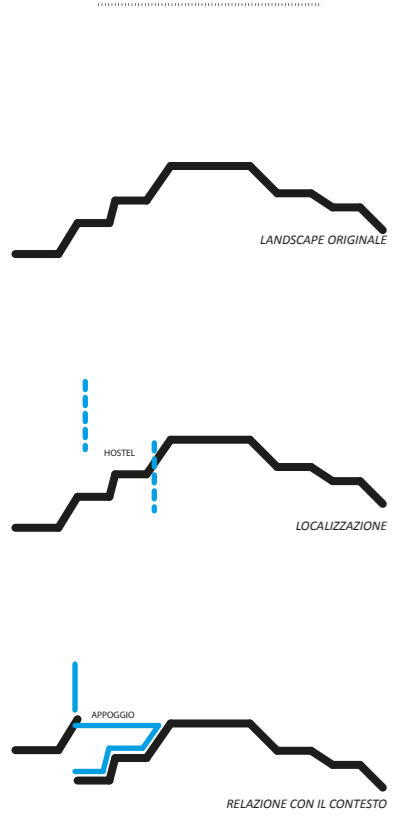 LANDSCAPE ORIGINALE
HOSTEL
LOCALIZZAZIONE
APPOGGIO
RELAZIONE CON IL CONTESTO